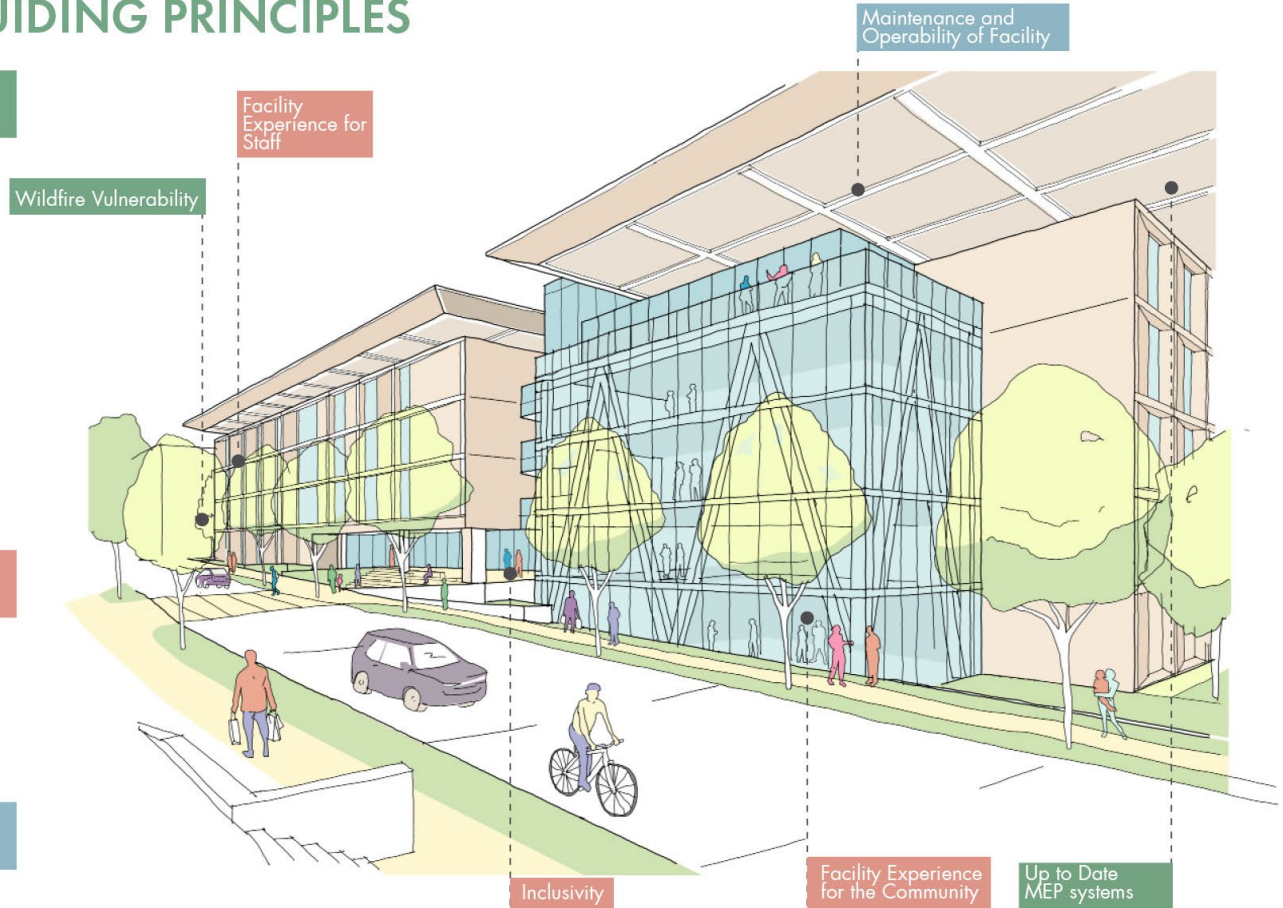 UIDING PRINCIPLES
Maintenance and
Operability of Facility
Facility
Experience for
Staff
Wildfire Vulnerability
Inclusivity
Facility Experience
for the Community
Up to Date
MEP systems